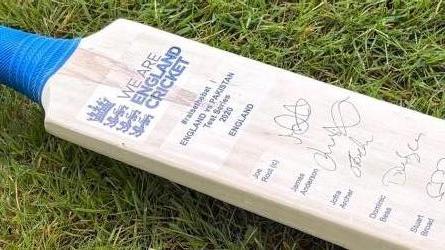 WE ARE
ENGLAND
CRICKET
#raisethebat
ENGLAND vs PAKISTAN
Test Series
2020
ENGLAND
Joe
Root (c)
James
Anderson
Jofra
Archer
Dominic
Bess
Stuart
Broad